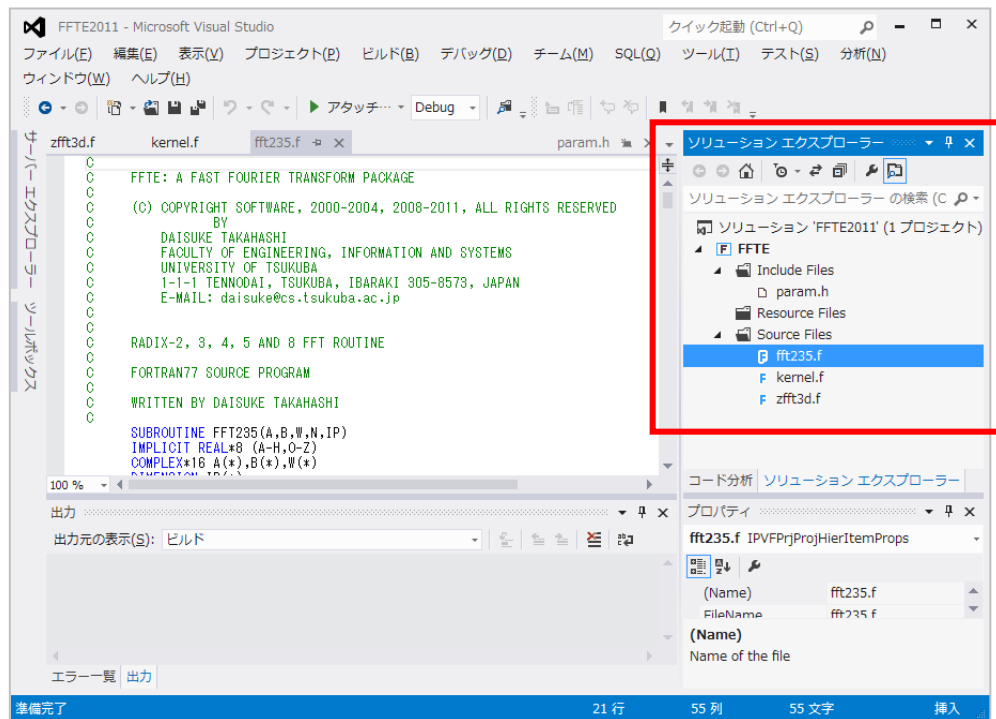 FFTE2011 - Microsoft Visual Studio
クイック起動 (Ctrl+Q)
ファイル(F) 編集(E) 表示(V) プロジェクト(P) ビルド(B) デバッグ(D) チーム(M) SQL(Q) ツール(T) テスト(S) 分析(N)
ウィンドウ(W) ヘルプ(H)
アタッチ… Debug
サーバー エクスプローラー
ツールボックス
zfft3d.f kernel.f fft235.f param.h
C
C FFTE: A FAST FOURIER TRANSFORM PACKAGE
C
C (C) COPYRIGHT SOFTWARE, 2000-2004, 2008-2011, ALL RIGHTS RESERVED
C BY
C DAISUKE TAKAHASHI
C FACULTY OF ENGINEERING, INFORMATION AND SYSTEMS
C UNIVERSITY OF TSUKUBA
C 1-1-1 TENNODAI, TSUKUBA, IBARAKI 305-8573, JAPAN
C E-MAIL: daisuke@cs.tsukuba.ac.jp
C
C
C RADIX-2, 3, 4, 5 AND 8 FFT ROUTINE
C
C FORTRAN77 SOURCE PROGRAM
C
C WRITTEN BY DAISUKE TAKAHASHI
C
SUBROUTINE FFT235(A,B,W,N,IP)
IMPLICIT REAL*8 (A-H,O-Z)
COMPLEX*16 A(*),B(*),W(*)
DIMENSION IP(*)
100 %
ソリューション エクスプローラー
ソリューション エクスプローラー の検索 (C
ソリューション 'FFTE2011' (1 プロジェクト)
FFTE
Include Files
param.h
Resource Files
Source Files
fft235.f
kernel.f
zfft3d.f
コード分析 ソリューション エクスプローラー
出力
出力元の表示(S): ビルド
エラー一覧 出力
プロパティ
fft235.f IPVFPrjProjHierItemProps
(Name) fft235.f
FileName fft235.f
(Name)
Name of the file
準備完了 21 行 55 列 55 文字 挿入